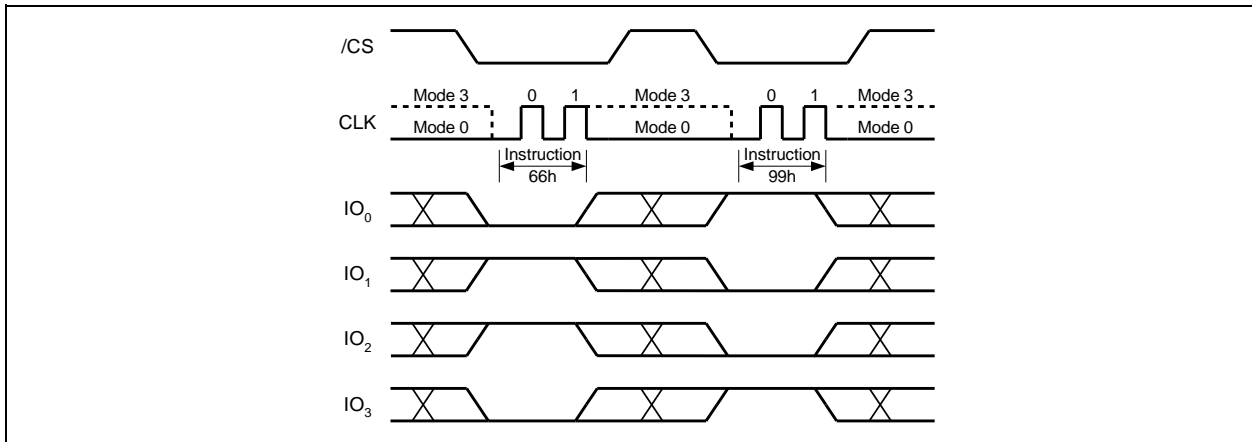 /CS
Mode 3 0 1 Mode 3 0 1 Mode 3
CLK Mode 0 Mode 0 Mode 0
Instruction Instruction
66h 99h
IO0
IO1
IO2
IO3